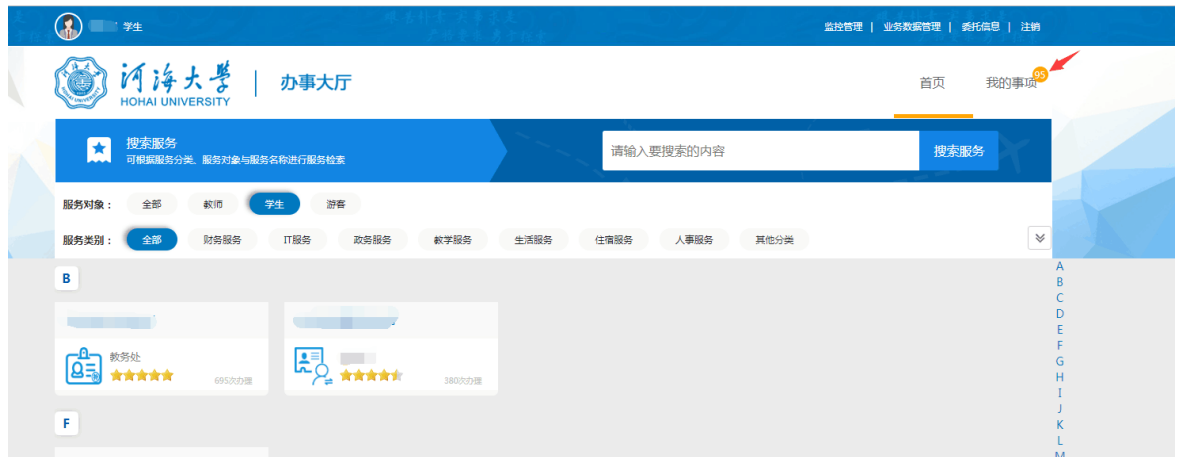 学生
监控管理 | 业务数据管理 | 委托信息 | 注销
河海大学
HOHAI UNIVERSITY
办事大厅
首页
我的事项
95
搜索服务
可根据服务分类、服务对象与服务名称进行服务检索
请输入要搜索的内容
搜索服务
服务对象： 全部 教师 学生 游客
服务类别： 全部 财务服务 IT服务 政务服务 教学服务 生活服务 住宿服务 人事服务 其他分类
B
教务处
695次办理
380次办理
F
A
B
C
D
E
F
G
H
I
J
K
L
M